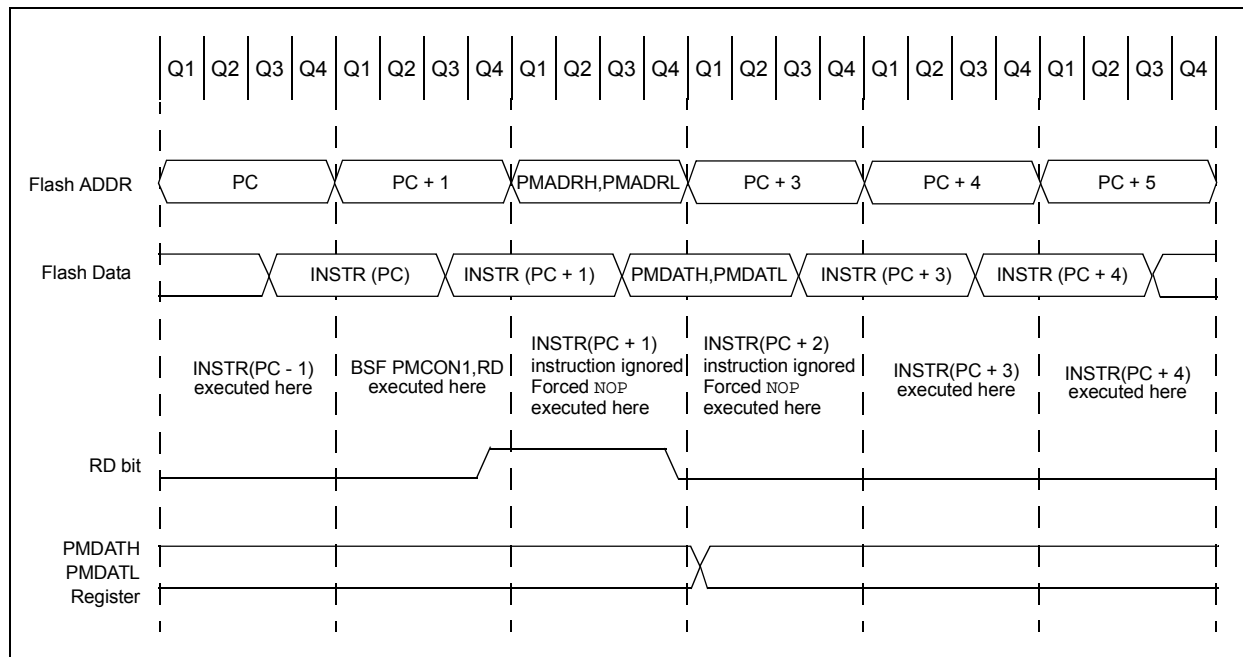 Q1 Q2 Q3 Q4 Q1 Q2 Q3 Q4 Q1 Q2 Q3 Q4 Q1 Q2 Q3 Q4 Q1 Q2 Q3 Q4 Q1 Q2 Q3 Q4
Flash ADDR PC PC + 1 PMADRH,PMADRL PC + 3 PC + 4 PC + 5
Flash Data INSTR (PC) INSTR (PC + 1) PMDATH,PMDATL INSTR (PC + 3) INSTR (PC + 4)
INSTR(PC - 1)
executed here
BSF PMCON1,RD
executed here
INSTR(PC + 1)
instruction ignored
Forced NOP
executed here
INSTR(PC + 2)
instruction ignored
Forced NOP
executed here
INSTR(PC + 3)
executed here
INSTR(PC + 4)
executed here
RD bit
PMDATH
PMDATL
Register